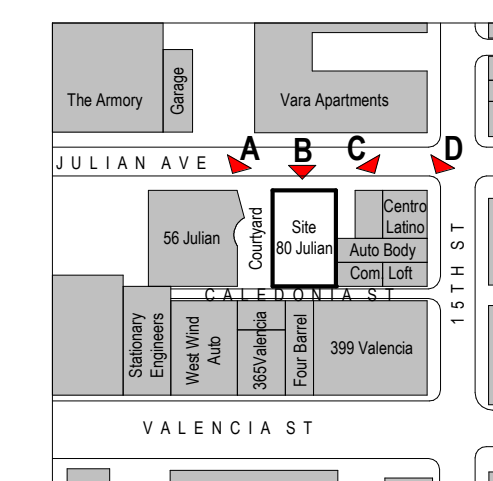 The Armory
Garage
Vara Apartments
JULIAN AVE
A
B
C
D
56 Julian
Courtyard
Site
80 Julian
Centro
Latino
Auto Body
Com.
Loft
15TH ST
CALEDONIA ST
Stationary
Engineers
West Wind
Auto
365Valencia
Four Barrel
399 Valencia
VALENCIA ST